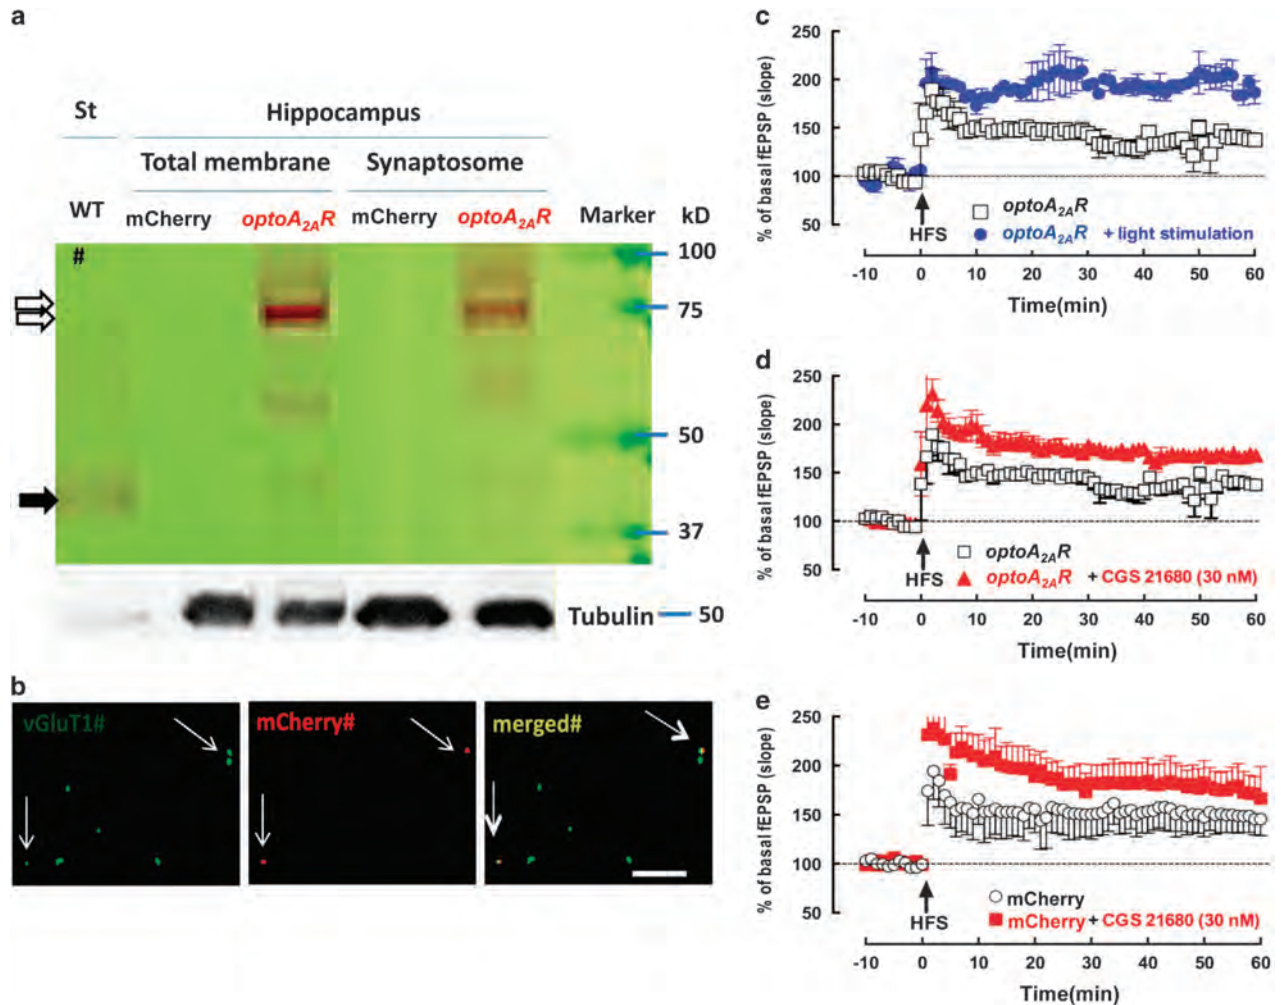 a
St
Hippocampus
Total membrane Synaptosome
WT mCherry optoA2AR mCherry optoA2AR Marker kD
#
100
75
50
37
Tubulin 50
b
vGluT1# mCherry# merged#
c
% of basal fEPSP (slope)
250
200
150
100
50
HFS
optoA2AR
optoA2AR + light stimulation
-10 0 10 20 30 40 50 60
Time(min)
d
% of basal fEPSP (slope)
250
200
150
100
50
HFS
optoA2AR
optoA2AR + CGS 21680 (30 nM)
-10 0 10 20 30 40 50 60
Time(min)
e
% of basal fEPSP (slope)
250
200
150
100
50
HFS
mCherry
mCherry + CGS 21680 (30 nM)
-10 0 10 20 30 40 50 60
Time(min)